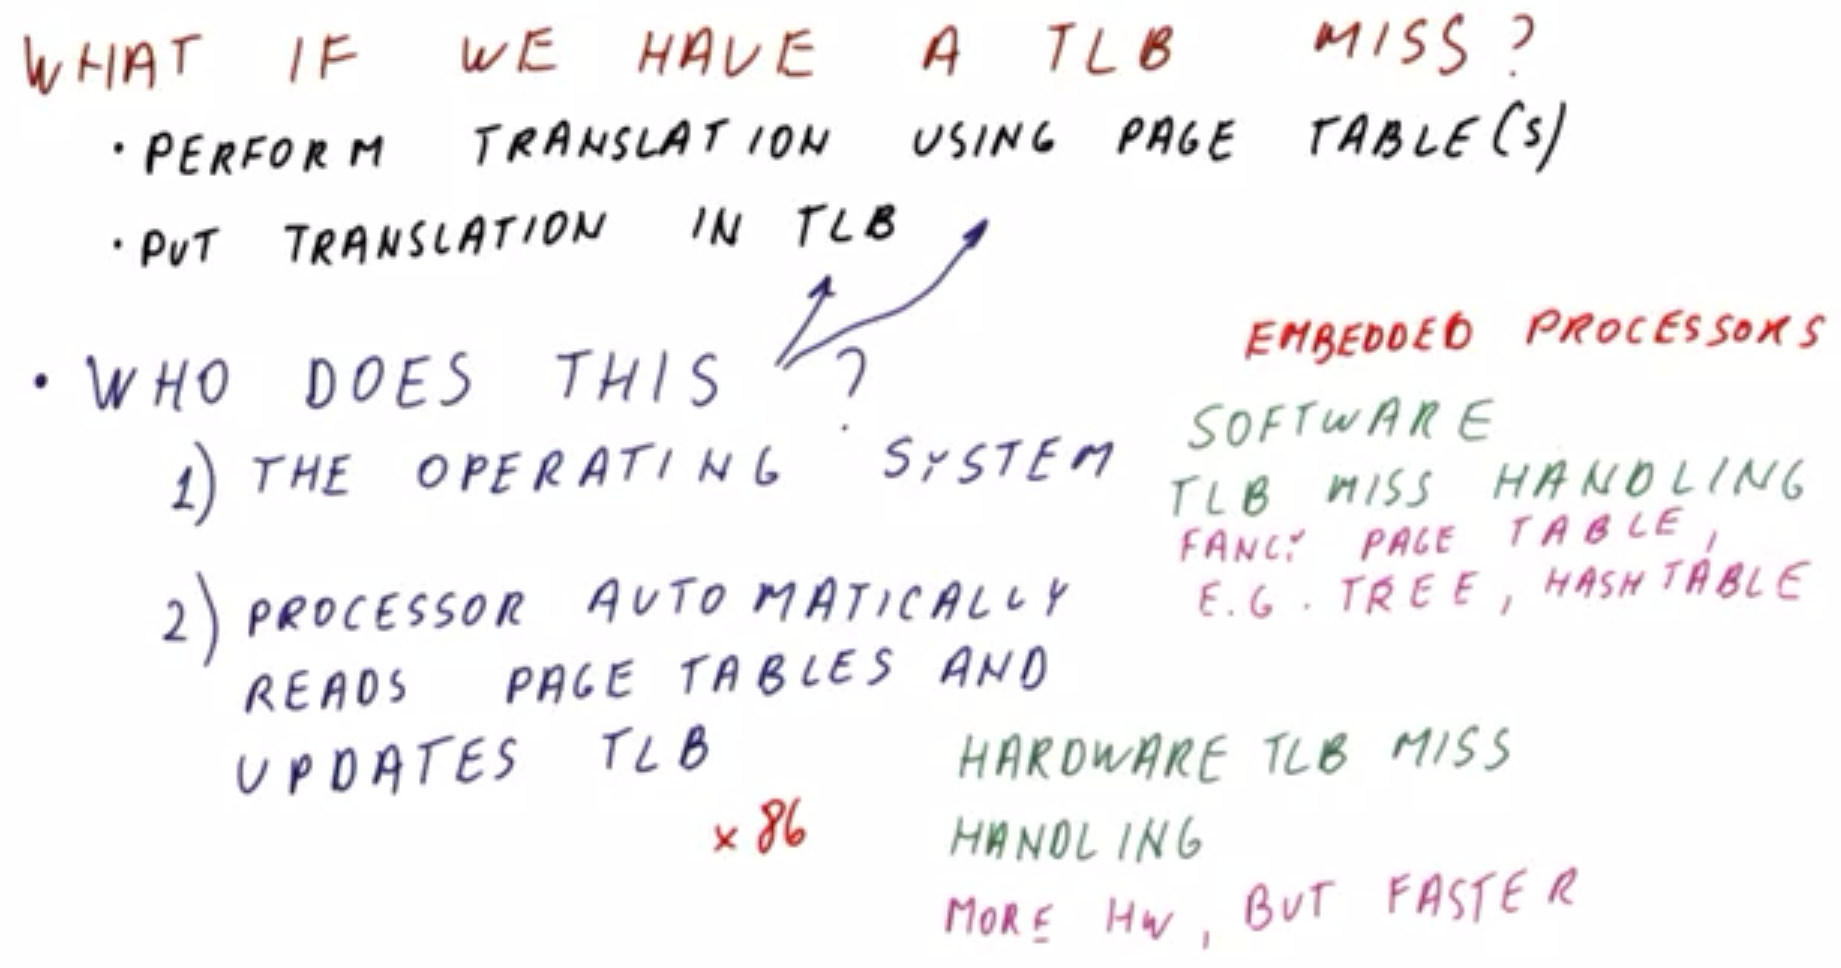 WHAT IF WE HAVE A TLB MISS?
· PERFORM TRANSLATION USING PAGE TABLE(S)
· PUT TRANSLATION IN TLB
· WHO DOES THIS ?
1) THE OPERATING SYSTEM
2) PROCESSOR AUTOMATICALLY
READS PAGE TABLES AND
UPDATES TLB
x86
EMBEDDED PROCESSORS
SOFTWARE
TLB MISS HANDLING
FANCY PAGE TABLE,
E.G. TREE, HASH TABLE
HARDWARE TLB MISS
HANDLING
MORE HW, BUT FASTER